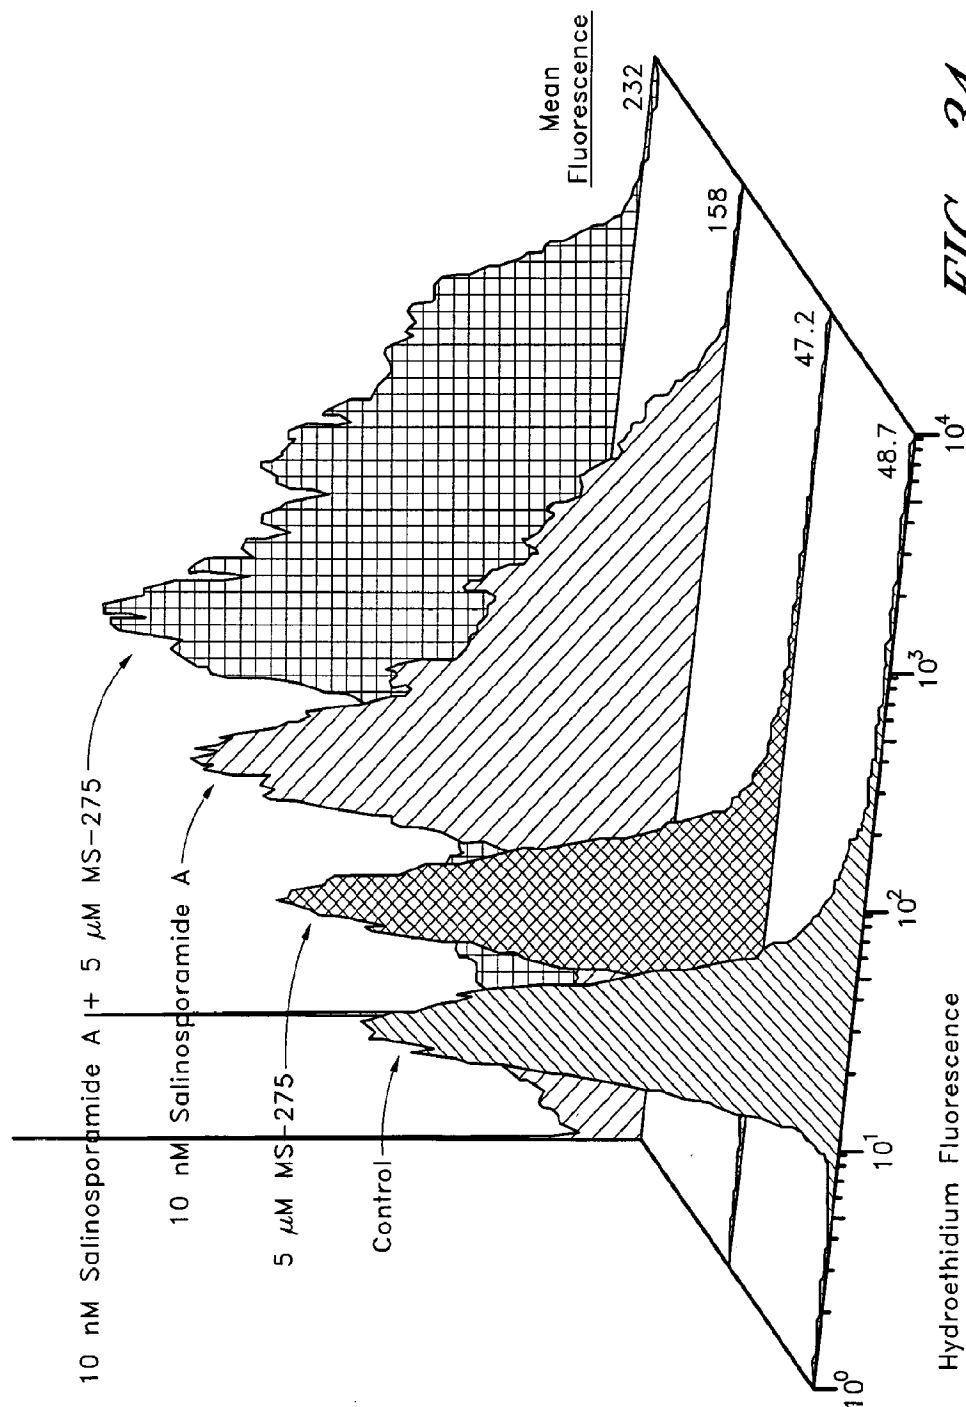 10 nM Salinosporamide A + 5 μM MS-275
10 nM Salinosporamide A
5 μM MS-275
Control
Mean
Fluorescence
232
158
47.2
48.7
10⁰
10¹
10²
10³
10⁴
Hydroethidium Fluorescence